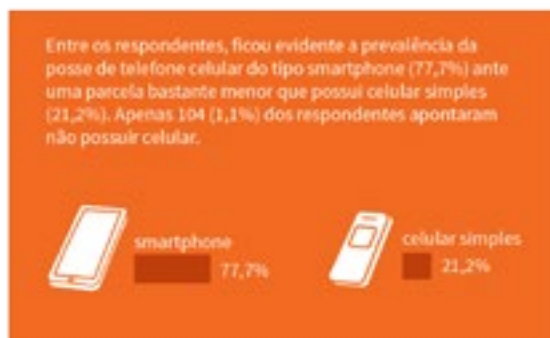 Entre os respondentes, ficou evidente a prevalência da
posse de telefone celular do tipo smartphone (77,7%) ante
uma parcela bastante menor que possui celular simples
(21,2%). Apenas 104 (1,1%) dos respondentes apontaram
não possuir celular.
smartphone
77,7%
celular simples
21,2%